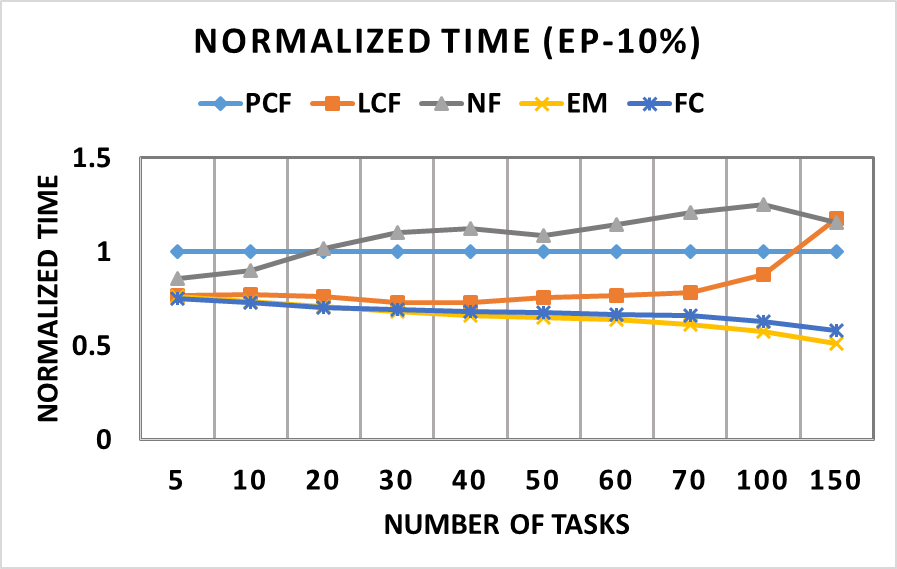 NORMALIZED TIME (EP-10%)
PCF LCF NF EM FC
NORMALIZED TIME
1.5
1
0.5
0
5 10 20 30 40 50 60 70 100 150
NUMBER OF TASKS